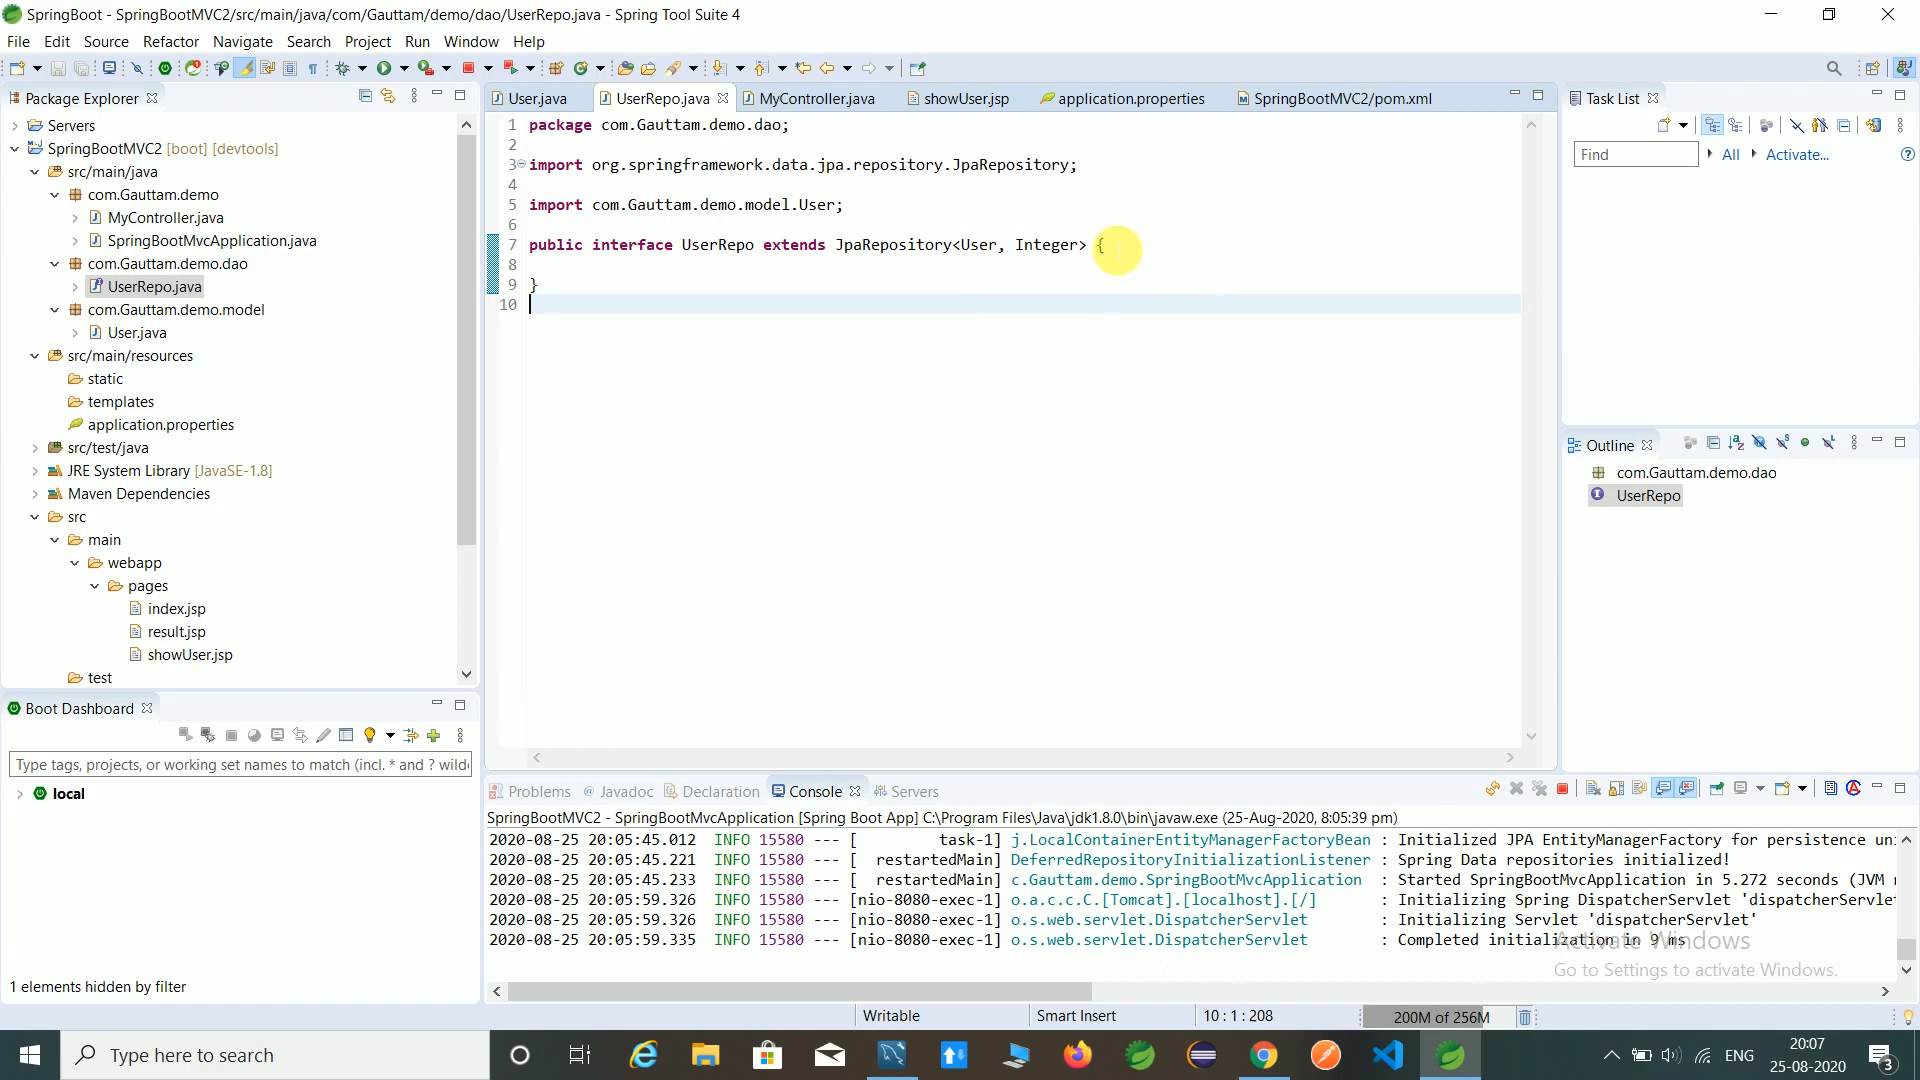 SpringBoot - SpringBootMVC2/src/main/java/com/Gauttam/demo/dao/UserRepo.java - Spring Tool Suite 4
File Edit Source Refactor Navigate Search Project Run Window Help
Package Explorer
Servers
SpringBootMVC2 [boot] [devtools]
src/main/java
com.Gauttam.demo
MyController.java
SpringBootMvcApplication.java
com.Gauttam.demo.dao
UserRepo.java
com.Gauttam.demo.model
User.java
src/main/resources
static
templates
application.properties
src/test/java
JRE System Library [JavaSE-1.8]
Maven Dependencies
src
main
webapp
pages
index.jsp
result.jsp
showUser.jsp
test
Boot Dashboard
Type tags, projects, or working set names to match (incl. * and ? wild
local
1 elements hidden by filter
User.java UserRepo.java MyController.java showUser.jsp application.properties SpringBootMVC2/pom.xml
1 package com.Gauttam.demo.dao;
2
3 import org.springframework.data.jpa.repository.JpaRepository;
4
5 import com.Gauttam.demo.model.User;
6
7 public interface UserRepo extends JpaRepository<User, Integer> {
8
9 }
10
Task List
Find All Activate...
Outline
com.Gauttam.demo.dao
UserRepo
Problems Javadoc Declaration Console Servers
SpringBootMVC2 - SpringBootMvcApplication [Spring Boot App] C:\Program Files\Java\jdk1.8.0\bin\javaw.exe (25-Aug-2020, 8:05:39 pm)
2020-08-25 20:05:45.012 INFO 15580 --- [ task-1] j.LocalContainerEntityManagerFactoryBean : Initialized JPA EntityManagerFactory for persistence un
2020-08-25 20:05:45.221 INFO 15580 --- [ restartedMain] DeferredRepositoryInitializationListener : Spring Data repositories initialized!
2020-08-25 20:05:45.233 INFO 15580 --- [ restartedMain] c.Gauttam.demo.SpringBootMvcApplication : Started SpringBootMvcApplication in 5.272 seconds (JVM
2020-08-25 20:05:59.326 INFO 15580 --- [nio-8080-exec-1] o.a.c.c.C.[Tomcat].[localhost].[/] : Initializing Spring DispatcherServlet 'dispatcherServle
2020-08-25 20:05:59.326 INFO 15580 --- [nio-8080-exec-1] o.s.web.servlet.DispatcherServlet : Initializing Servlet 'dispatcherServlet'
2020-08-25 20:05:59.335 INFO 15580 --- [nio-8080-exec-1] o.s.web.servlet.DispatcherServlet : Completed initialization in 9 ms
Activate Windows
Go to Settings to activate Windows.
Writable Smart Insert 10 : 1 : 208 200M of 256M
Type here to search
ENG
20:07
25-08-2020
3